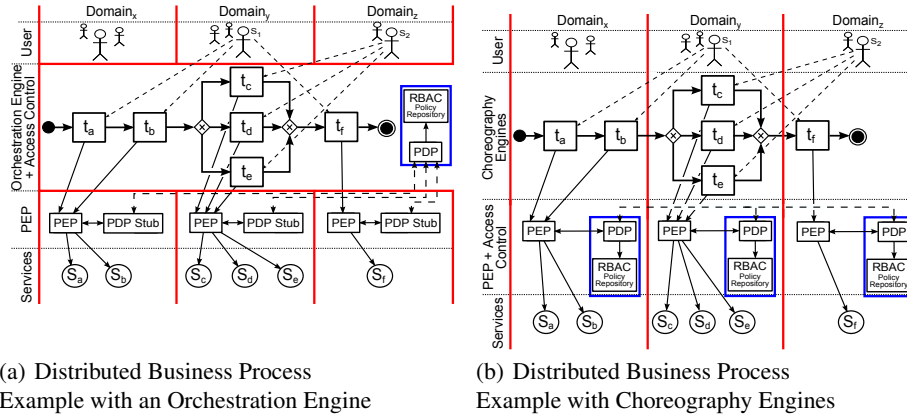 Domainx Domainy Domainz
User
S1
S2
Orchestration Engine
+ Access Control
ta tb tc td te tf
RBAC
Policy
Repository
PDP
PEP
PEP PDP Stub PEP PDP Stub PEP PDP Stub
Services
Sa Sb Sc Sd Se Sf
(a) Distributed Business Process
Example with an Orchestration Engine
Domainx Domainy Domainz
User
S1
S2
Choreography
Engines
ta tb tc td te tf
PEP + Access
Control
PEP PDP PEP PDP PEP PDP
RBAC
Policy
Repository
RBAC
Policy
Repository
RBAC
Policy
Repository
Services
Sa Sb Sc Sd Se Sf
(b) Distributed Business Process
Example with Choreography Engines